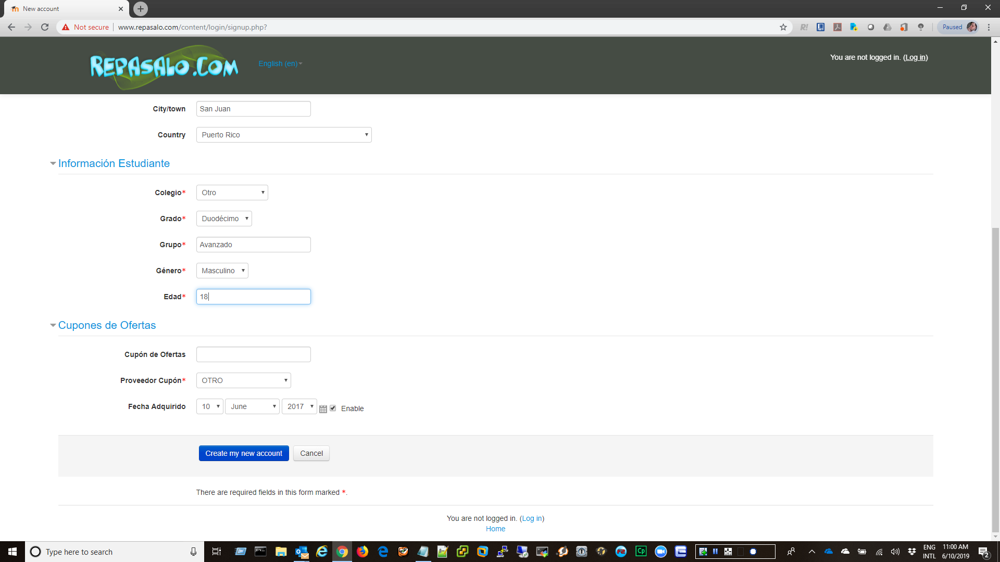 New account
Not secure
www.repasalo.com/content/login/signup.php?
Paused
REPASALO.COM
English (en)
You are not logged in. (Log in)
City/town San Juan
Country Puerto Rico
Información Estudiante
Colegio* Otro
Grado* Duodécimo
Grupo* Avanzado
Género* Masculino
Edad* 18
Cupones de Ofertas
Cupón de Ofertas
Proveedor Cupón* OTRO
Fecha Adquirido 10 June 2017 Enable
Create my new account Cancel
There are required fields in this form marked *.
You are not logged in. (Log in)
Home
Type here to search
ENG 11:00 AM
INTL 6/10/2019
2